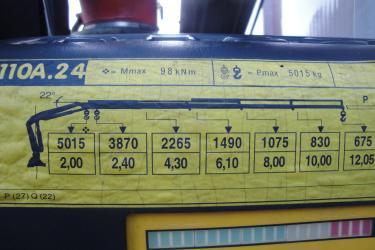 110A.24 = Mmax 98 kNm = Pmax 5015 kg
22° P
5015 3870 2265 1490 1075 830 675
2,00 2,40 4,30 6,10 8,00 10,00 12,05
P (27) Q (22)